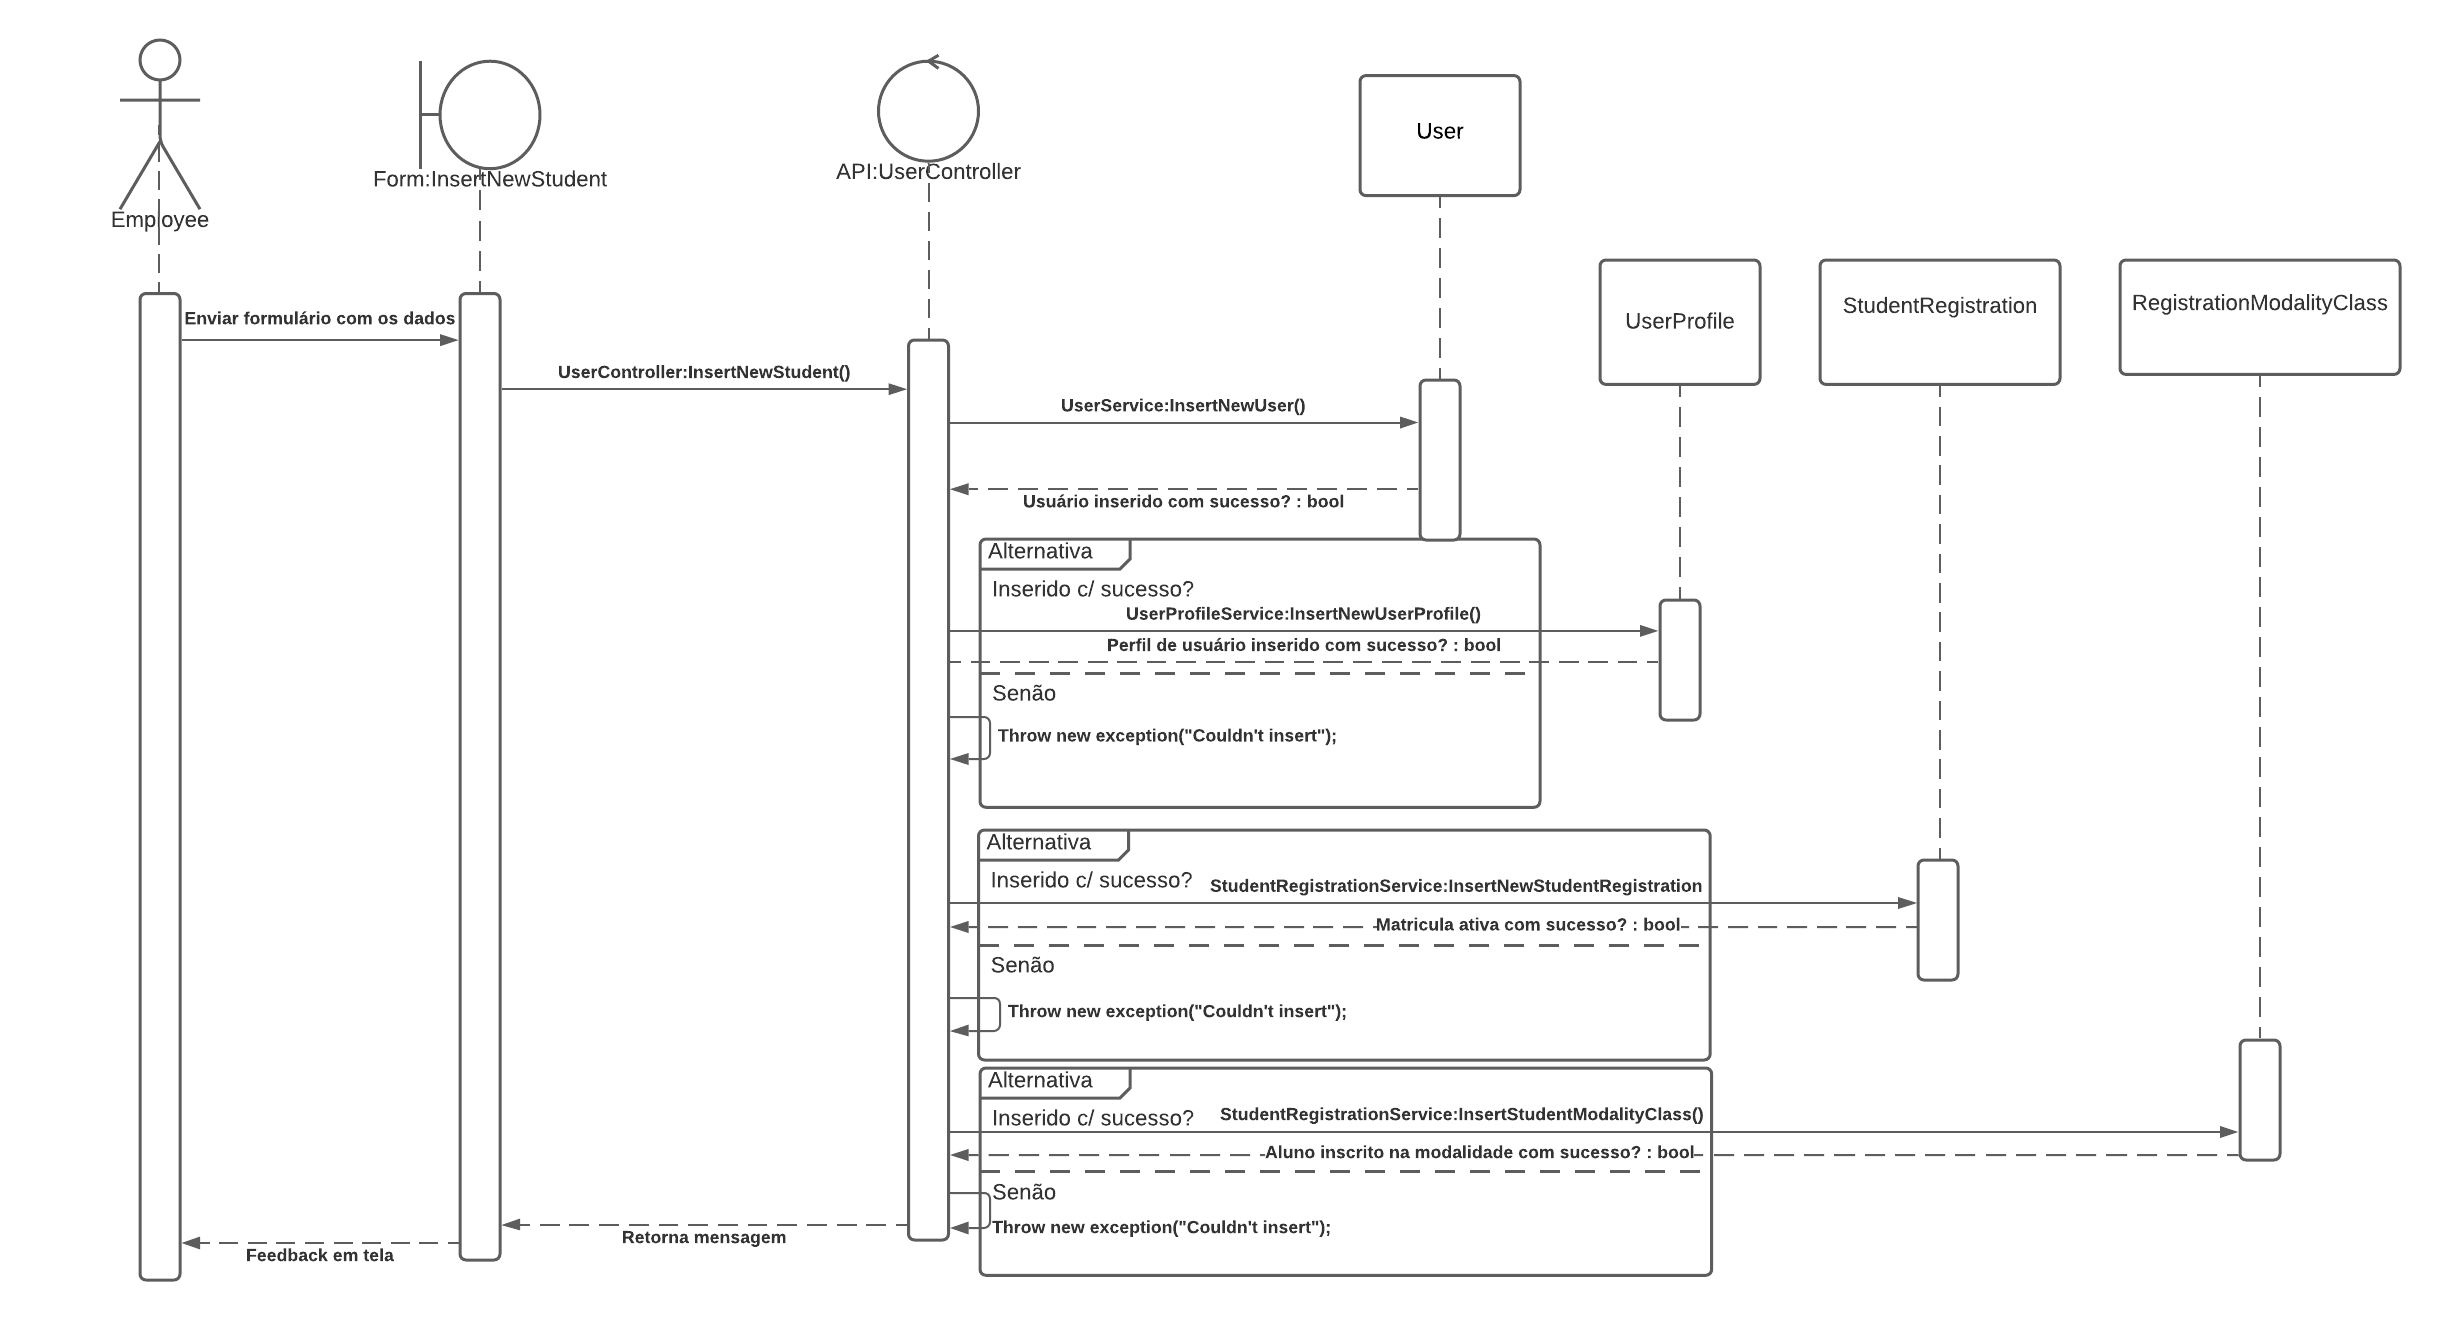 User
API:UserController
Form:InsertNewStudent
Employee
UserProfile
StudentRegistration
RegistrationModalityClass
Enviar formulário com os dados
UserController:InsertNewStudent()
UserService:InsertNewUser()
Usuário inserido com sucesso? : bool
Alternativa
Inserido c/ sucesso?
UserProfileService:InsertNewUserProfile()
Perfil de usuário inserido com sucesso? : bool
Senão
Throw new exception("Couldn't insert");
Alternativa
Inserido c/ sucesso?
StudentRegistrationService:InsertNewStudentRegistration
Matricula ativa com sucesso? : bool
Senão
Throw new exception("Couldn't insert");
Alternativa
Inserido c/ sucesso?
StudentRegistrationService:InsertStudentModalityClass()
Aluno inscrito na modalidade com sucesso? : bool
Senão
Throw new exception("Couldn't insert");
Retorna mensagem
Feedback em tela